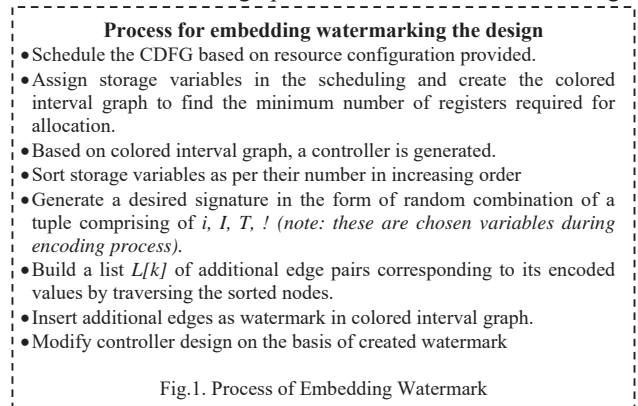 Process for embedding watermarking the design
• Schedule the CDFG based on resource configuration provided.
• Assign storage variables in the scheduling and create the colored
interval graph to find the minimum number of registers required for
allocation.
• Based on colored interval graph, a controller is generated.
• Sort storage variables as per their number in increasing order
• Generate a desired signature in the form of random combination of a
tuple comprising of i, I, T, ! (note: these are chosen variables during
encoding process).
• Build a list L[k] of additional edge pairs corresponding to its encoded
values by traversing the sorted nodes.
• Insert additional edges as watermark in colored interval graph.
• Modify controller design on the basis of created watermark
Fig.1. Process of Embedding Watermark